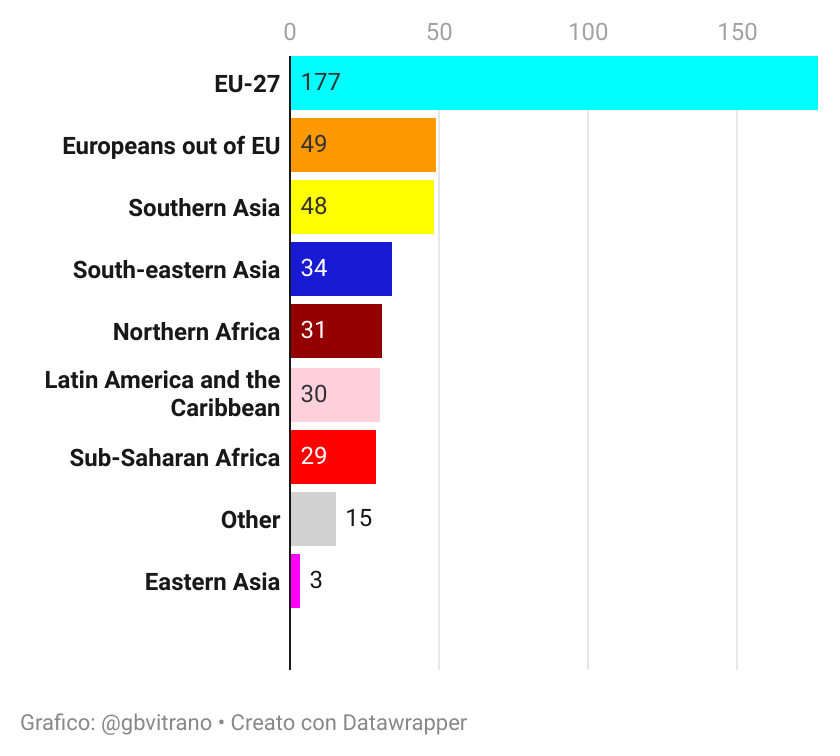 0 50 100 150
EU-27 177
Europeans out of EU 49
Southern Asia 48
South-eastern Asia 34
Northern Africa 31
Latin America and the
Caribbean 30
Sub-Saharan Africa 29
Other 15
Eastern Asia 3
Grafico: @gbvitrano • Creato con Datawrapper